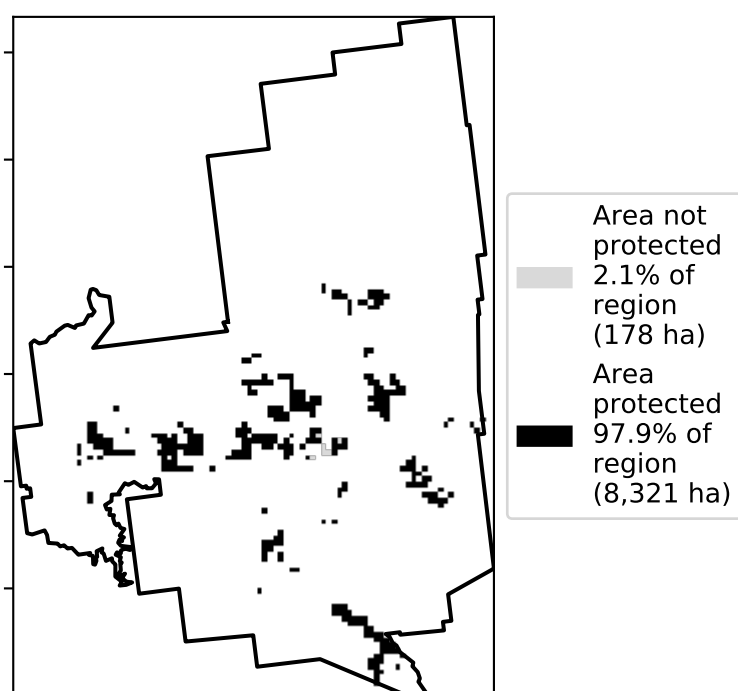 Area not
protected
2.1% of
region
(178 ha)
Area
protected
97.9% of
region
(8,321 ha)